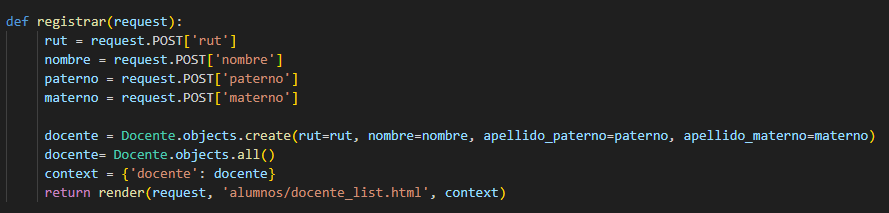 def registrar(request):
rut = request.POST['rut']
nombre = request.POST['nombre']
paterno = request.POST['paterno']
materno = request.POST['materno']
docente = Docente.objects.create(rut=rut, nombre=nombre, apellido_paterno=paterno, apellido_materno=materno)
docente= Docente.objects.all()
context = {'docente': docente}
return render(request, 'alumnos/docente_list.html', context)